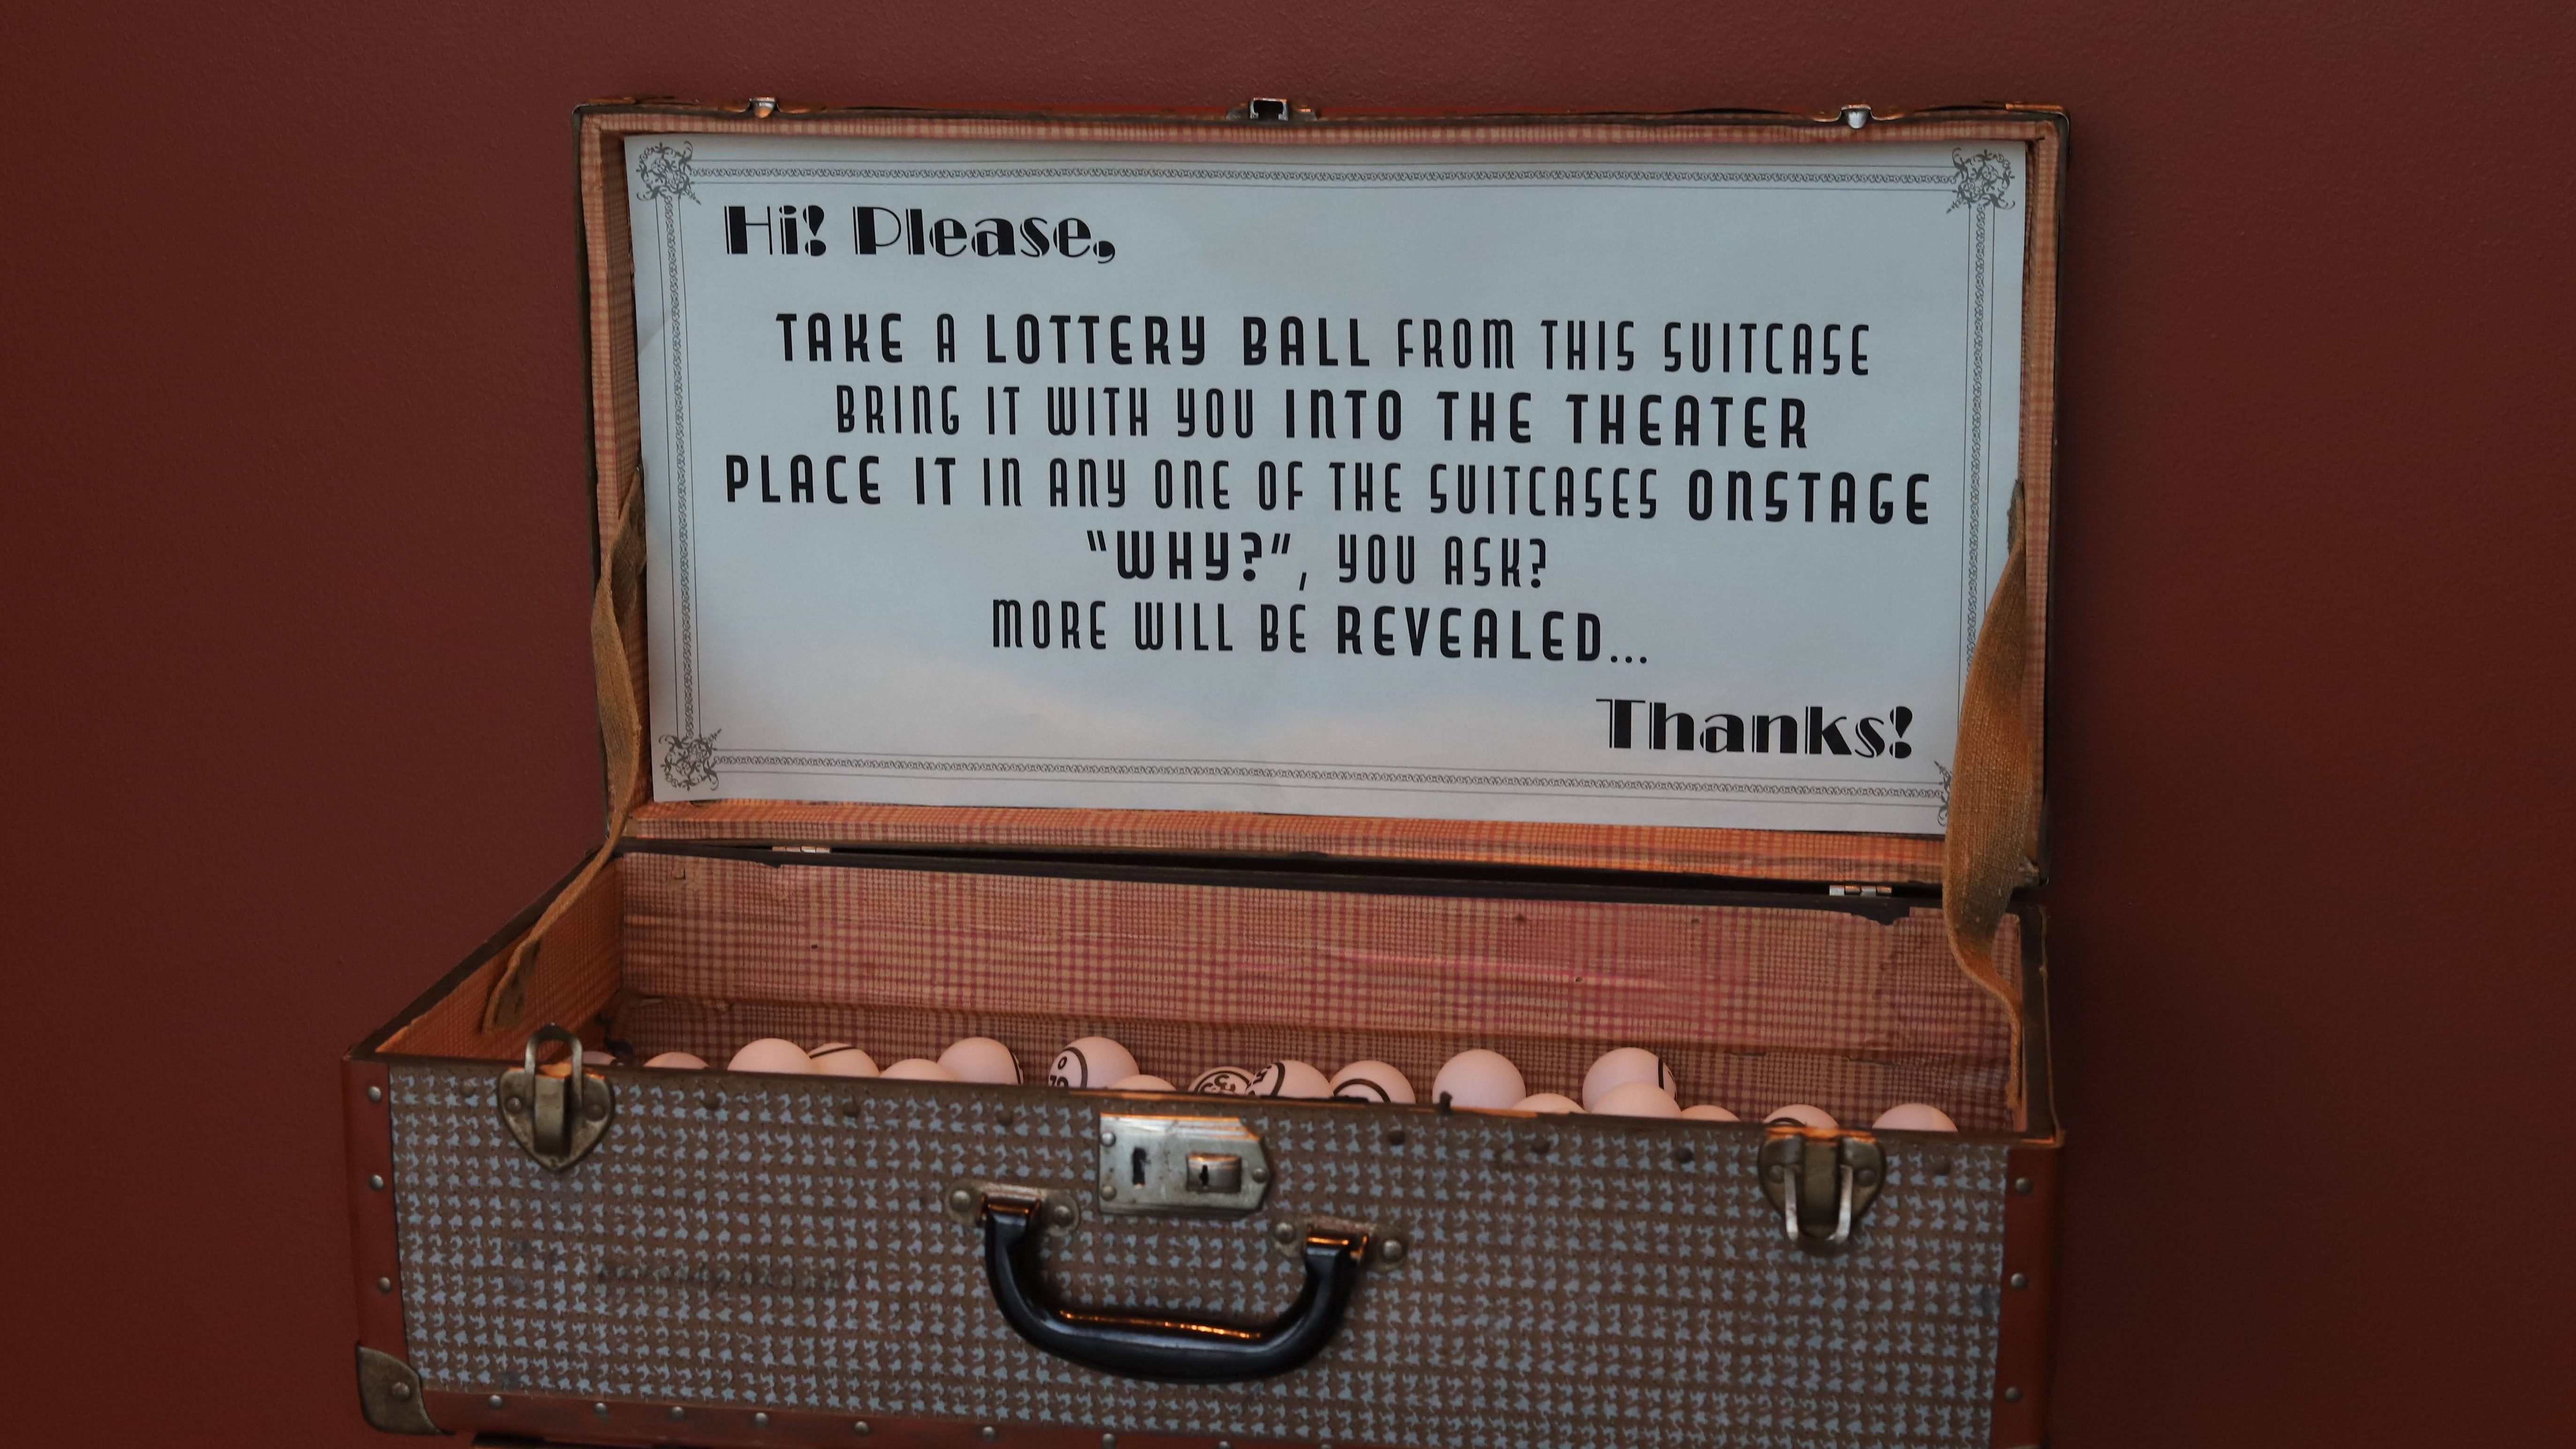 Hi! Please,
TAKE A LOTTERY BALL FROM THIS SUITCASE
BRING IT WITH YOU INTO THE THEATER
PLACE IT IN ANY ONE OF THE SUITCASES ONSTAGE
"WHY?", YOU ASK?
MORE WILL BE REVEALED...
Thanks!